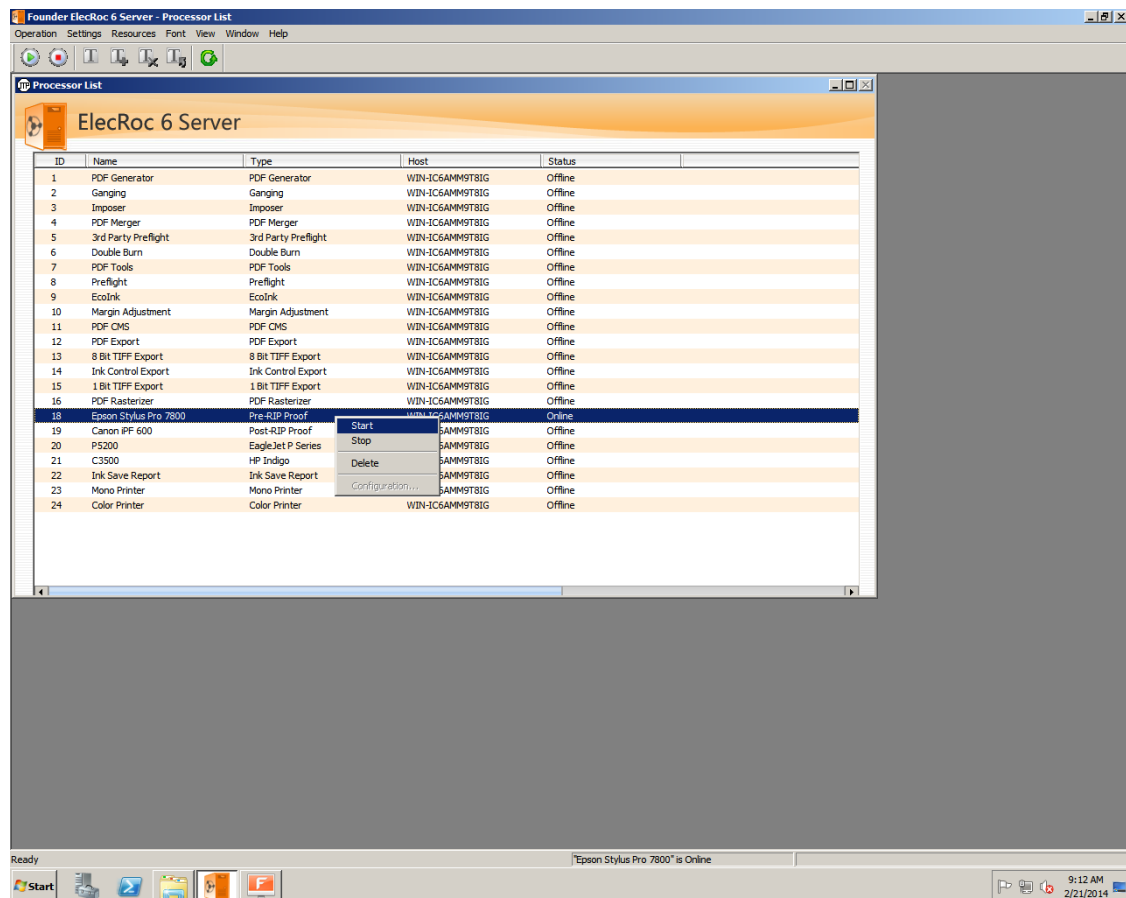 Founder ElecRoc 6 Server - Processor List
Operation Settings Resources Font View Window Help
Processor List
ElecRoc 6 Server
ID Name Type Host Status
1 PDF Generator PDF Generator WIN-IC6AMM9T8IG Offline
2 Ganging Ganging WIN-IC6AMM9T8IG Offline
3 Imposer Imposer WIN-IC6AMM9T8IG Offline
4 PDF Merger PDF Merger WIN-IC6AMM9T8IG Offline
5 3rd Party Preflight 3rd Party Preflight WIN-IC6AMM9T8IG Offline
6 Double Burn Double Burn WIN-IC6AMM9T8IG Offline
7 PDF Tools PDF Tools WIN-IC6AMM9T8IG Offline
8 Preflight Preflight WIN-IC6AMM9T8IG Offline
9 EcoInk EcoInk WIN-IC6AMM9T8IG Offline
10 Margin Adjustment Margin Adjustment WIN-IC6AMM9T8IG Offline
11 PDF CMS PDF CMS WIN-IC6AMM9T8IG Offline
12 PDF Export PDF Export WIN-IC6AMM9T8IG Offline
13 8 Bit TIFF Export 8 Bit TIFF Export WIN-IC6AMM9T8IG Offline
14 Ink Control Export Ink Control Export WIN-IC6AMM9T8IG Offline
15 1 Bit TIFF Export 1 Bit TIFF Export WIN-IC6AMM9T8IG Offline
16 PDF Rasterizer PDF Rasterizer WIN-IC6AMM9T8IG Offline
18 Epson Stylus Pro 7800 Pre-RIP Proof WIN-IC6AMM9T8IG Online
19 Canon iPF 600 Post-RIP Proof 6AMM9T8IG Offline
20 P5200 EagleJet P Series 6AMM9T8IG Offline
21 C3500 HP Indigo 6AMM9T8IG Offline
22 Ink Save Report Ink Save Report 6AMM9T8IG Offline
23 Mono Printer Mono Printer 6AMM9T8IG Offline
24 Color Printer Color Printer WIN-IC6AMM9T8IG Offline
Start
Stop
Delete
Configuration...
Ready "Epson Stylus Pro 7800" is Online
Start
9:12 AM
2/21/2014